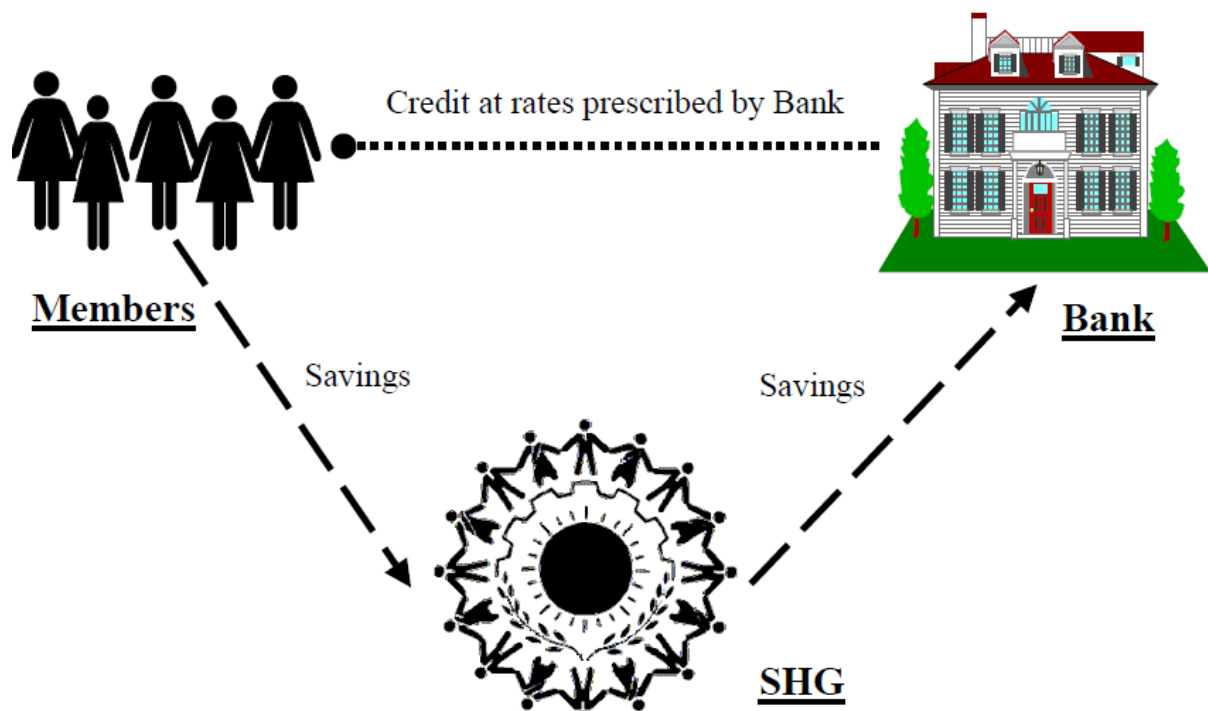 Credit at rates prescribed by Bank
Members
Bank
Savings
Savings
SHG